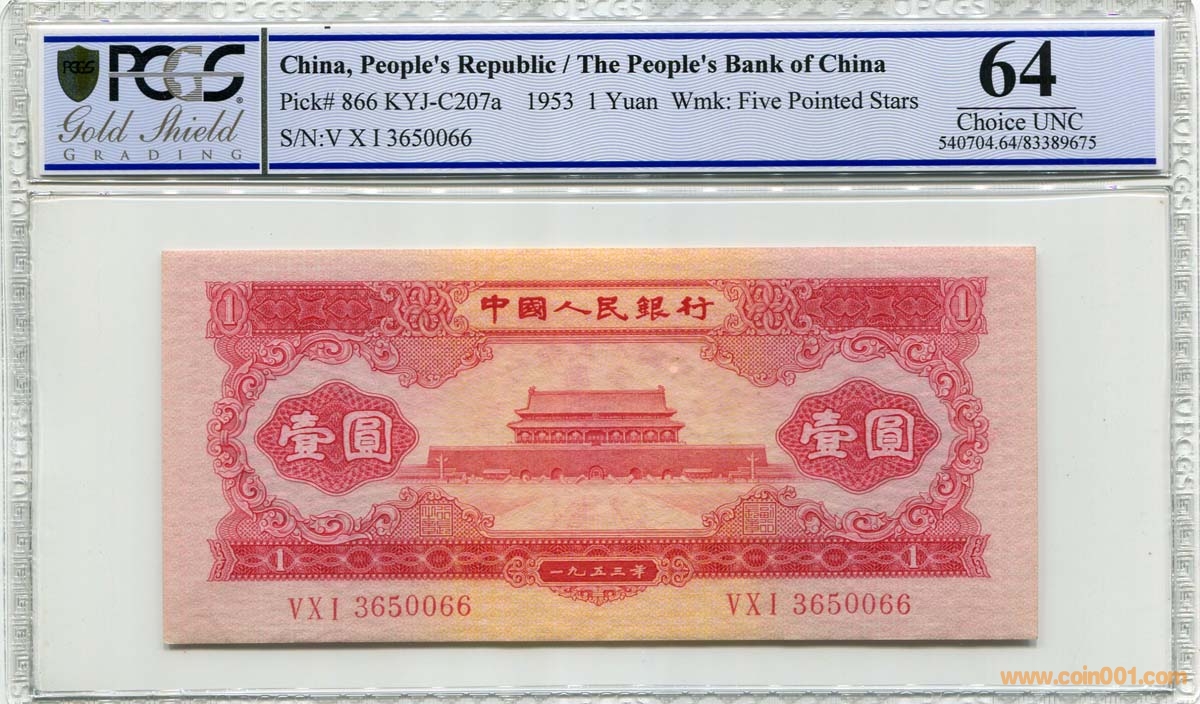 PCGS
Gold Shield
GRADING
China, People's Republic / The People's Bank of China
Pick# 866 KYJ-C207a 1953 1 Yuan Wmk: Five Pointed Stars
S/N:V X I 3650066
64
Choice UNC
540704.64/83389675
1
中國人民銀行
1
壹圓
壹圓
1
一九五三年
1
VXI 3650066
VXI 3650066
www.coin001.com